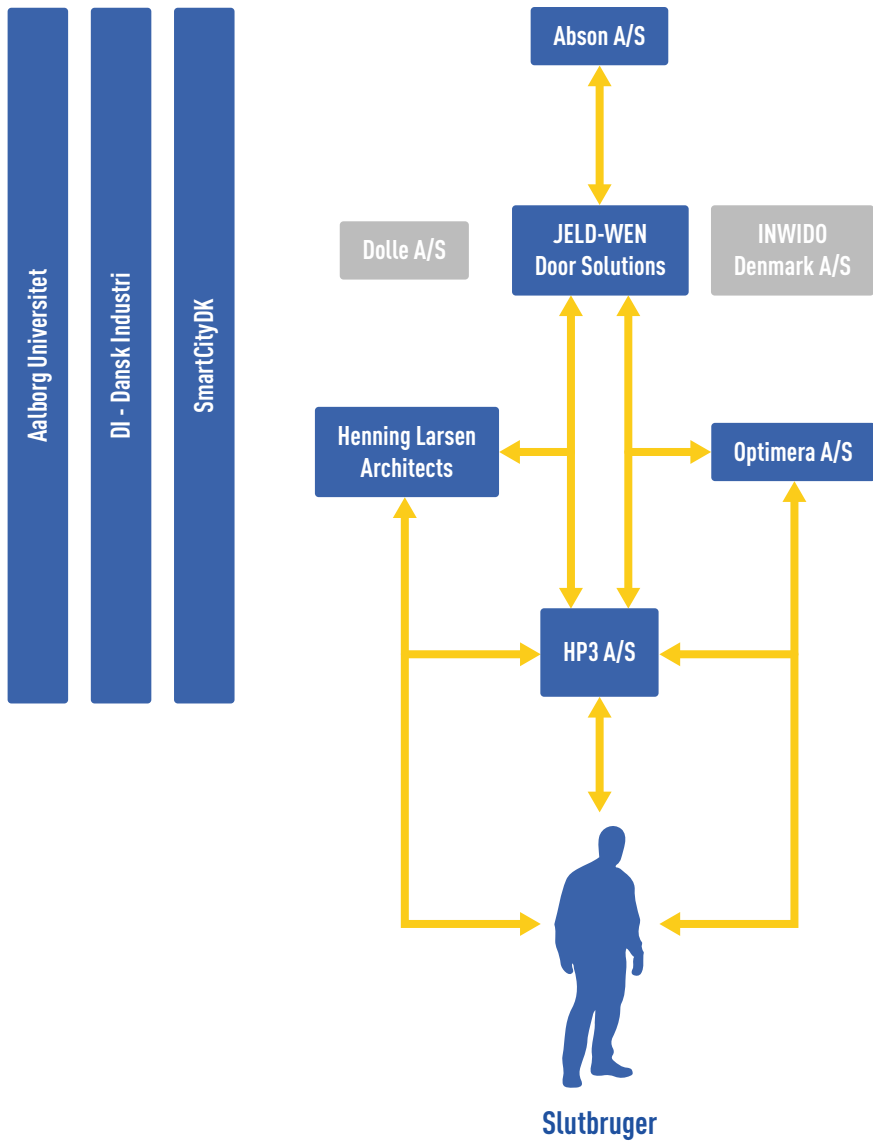 Aalborg Universitet
DI - Dansk Industri
SmartCityDK
Abson A/S
Dolle A/S
JELD-WEN
Door Solutions
INWIDO
Denmark A/S
Henning Larsen
Architects
Optimera A/S
HP3 A/S
Slutbruger